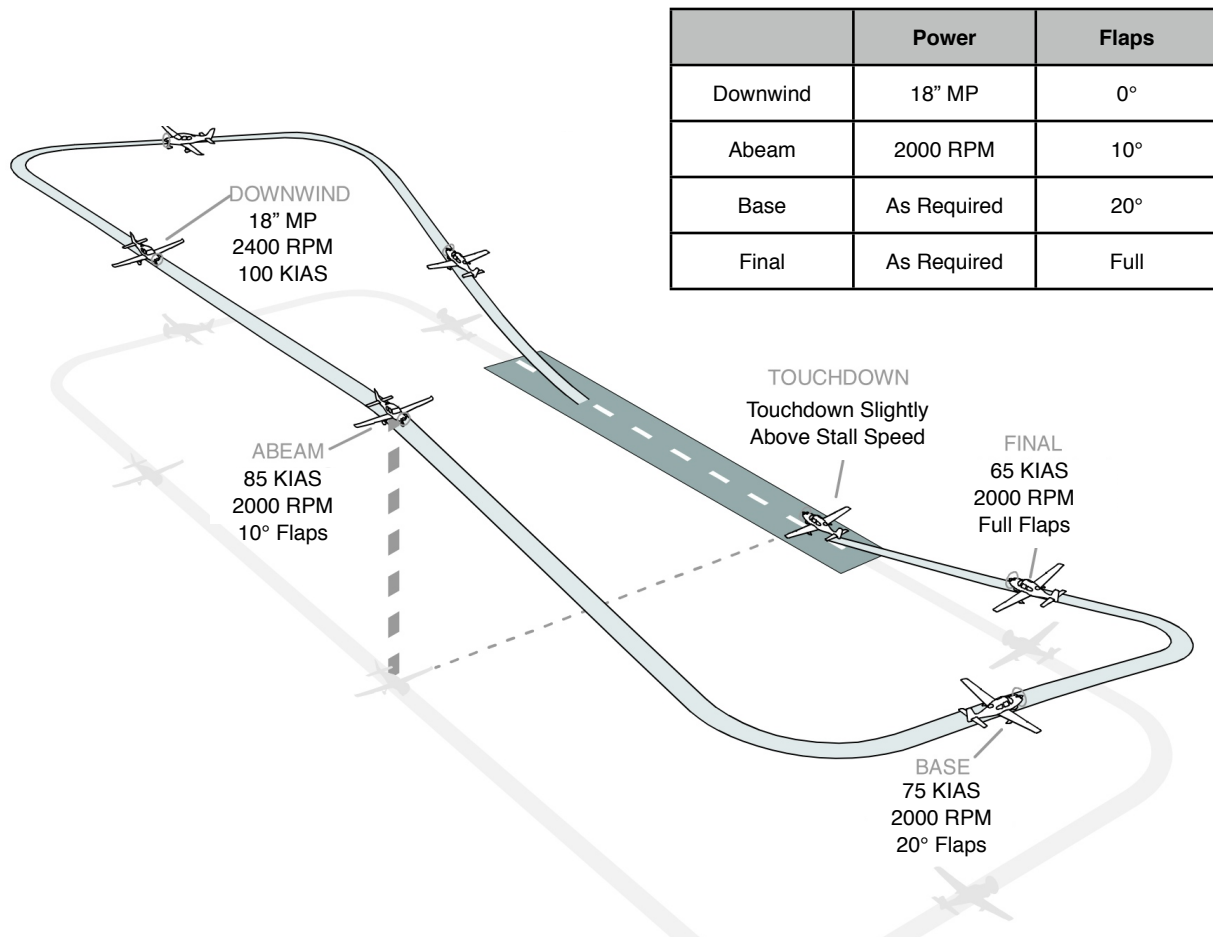 Power Flaps
Downwind 18” MP 0°
Abeam 2000 RPM 10°
Base As Required 20°
Final As Required Full
DOWNWIND
18” MP
2400 RPM
100 KIAS
TOUCHDOWN
Touchdown Slightly
Above Stall Speed
ABEAM
85 KIAS
2000 RPM
10° Flaps
FINAL
65 KIAS
2000 RPM
Full Flaps
BASE
75 KIAS
2000 RPM
20° Flaps